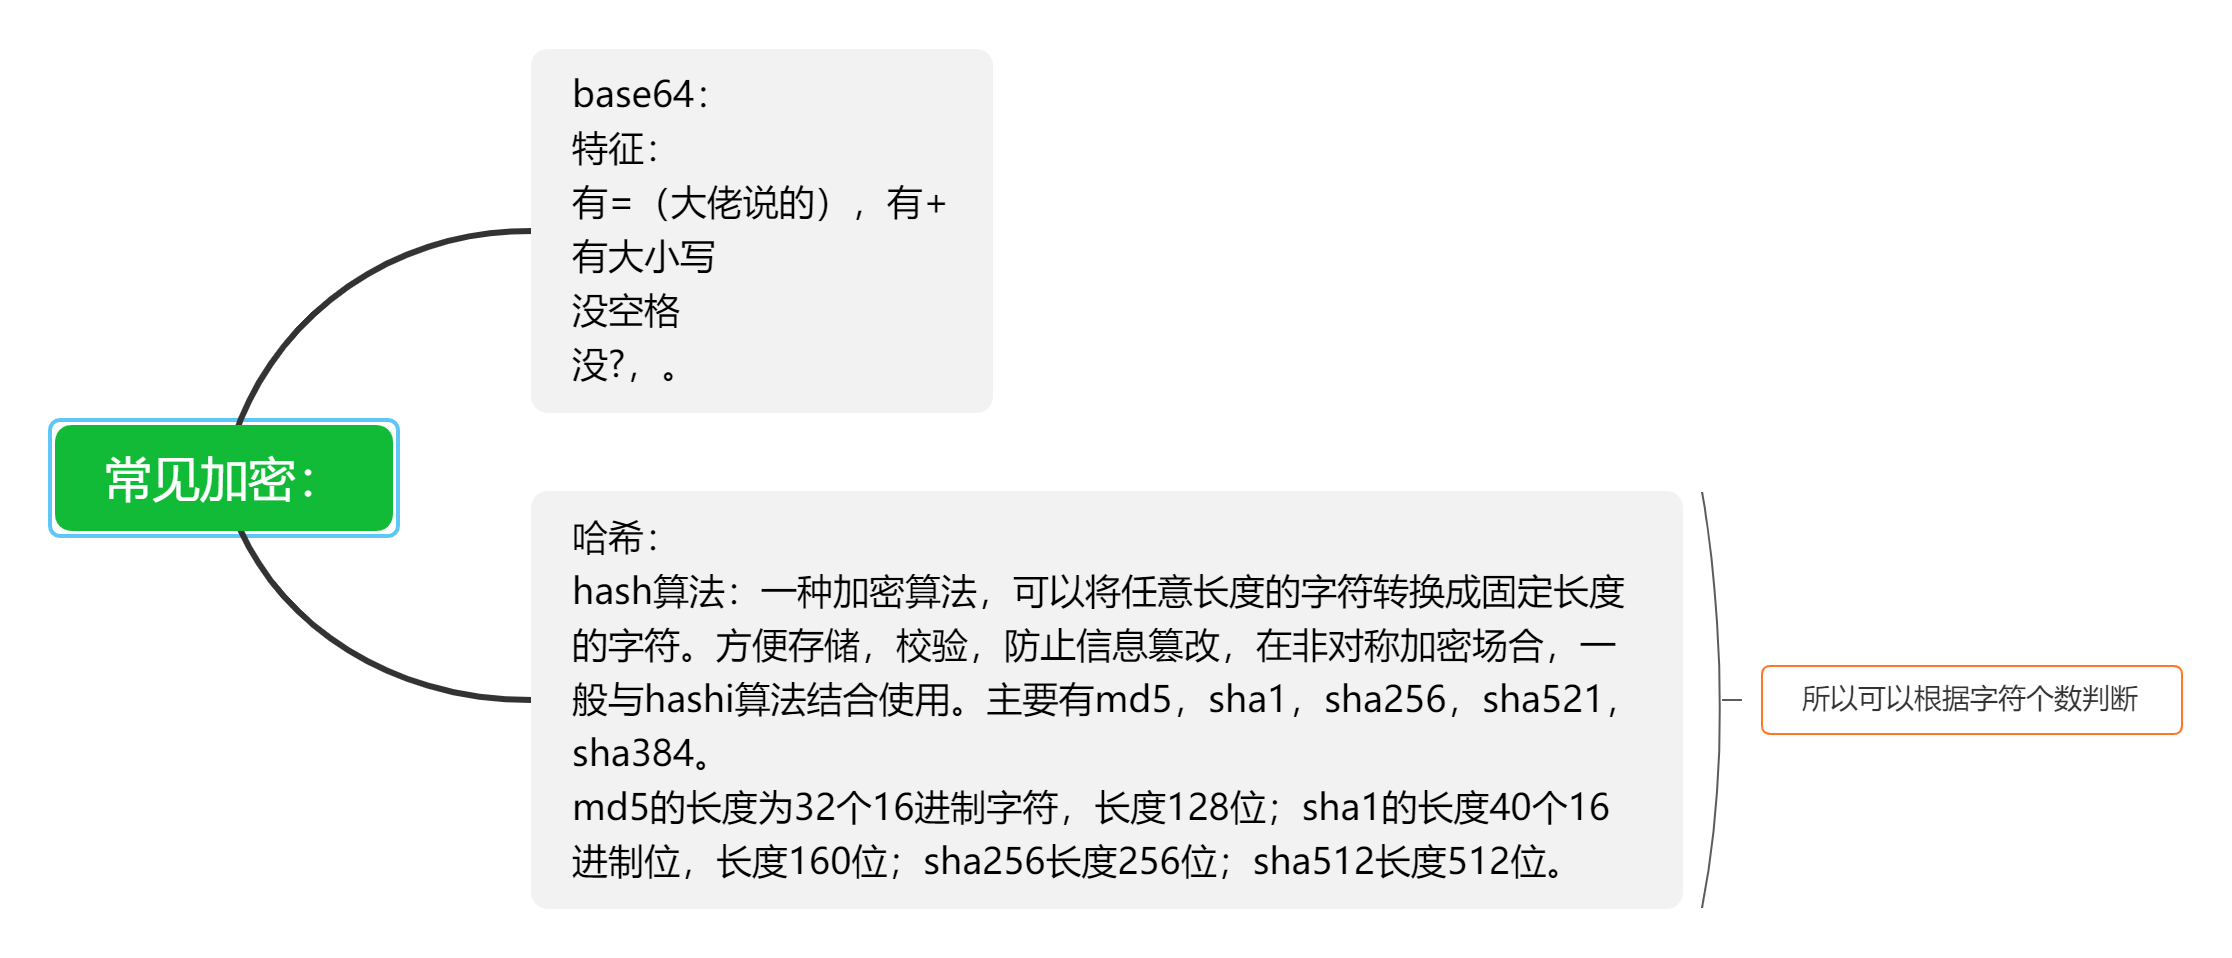 常见加密：
base64：
特征：
有=（大佬说的），有+
有大小写
没空格
没?，。
哈希：
hash算法：一种加密算法，可以将任意长度的字符转换成固定长度
的字符。方便存储，校验，防止信息篡改，在非对称加密场合，一
般与hashi算法结合使用。主要有md5，sha1，sha256，sha521，
sha384。
md5的长度为32个16进制字符，长度128位；sha1的长度40个16
进制位，长度160位；sha256长度256位；sha512长度512位。
所以可以根据字符个数判断